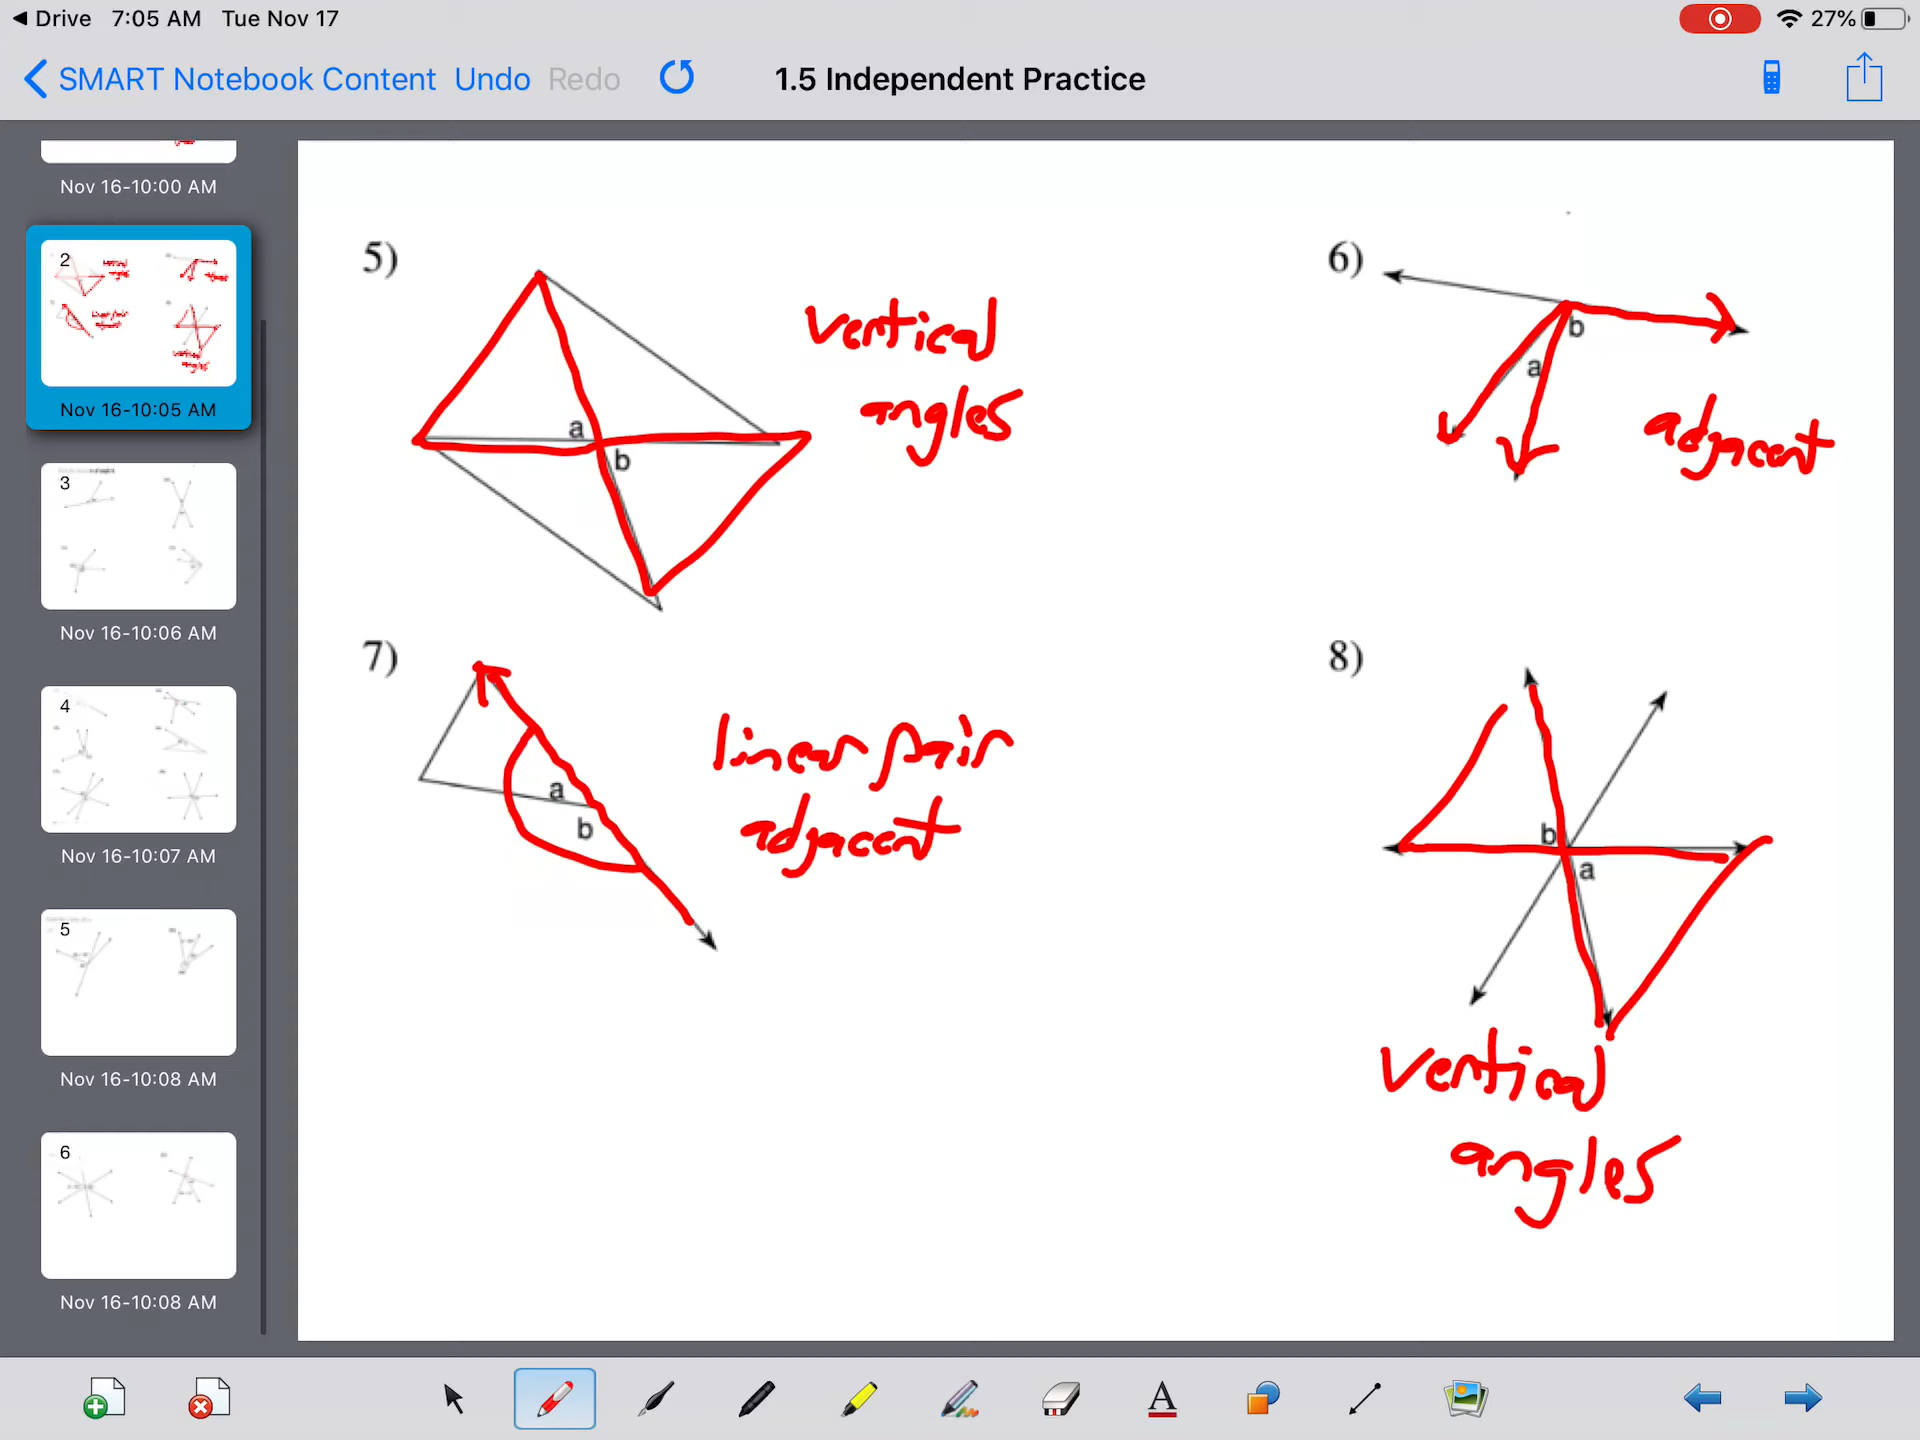 Drive 7:05 AM Tue Nov 17 27%
SMART Notebook Content Undo Redo 1.5 Independent Practice
Nov 16-10:00 AM
2
Nov 16-10:05 AM
3
Nov 16-10:06 AM
4
Nov 16-10:07 AM
5
Nov 16-10:08 AM
6
Nov 16-10:08 AM
5)
a
b
vertical
angles
6)
b
a
adjacent
7)
a
b
linear pair
adjacent
8)
b
a
vertical
angles
A